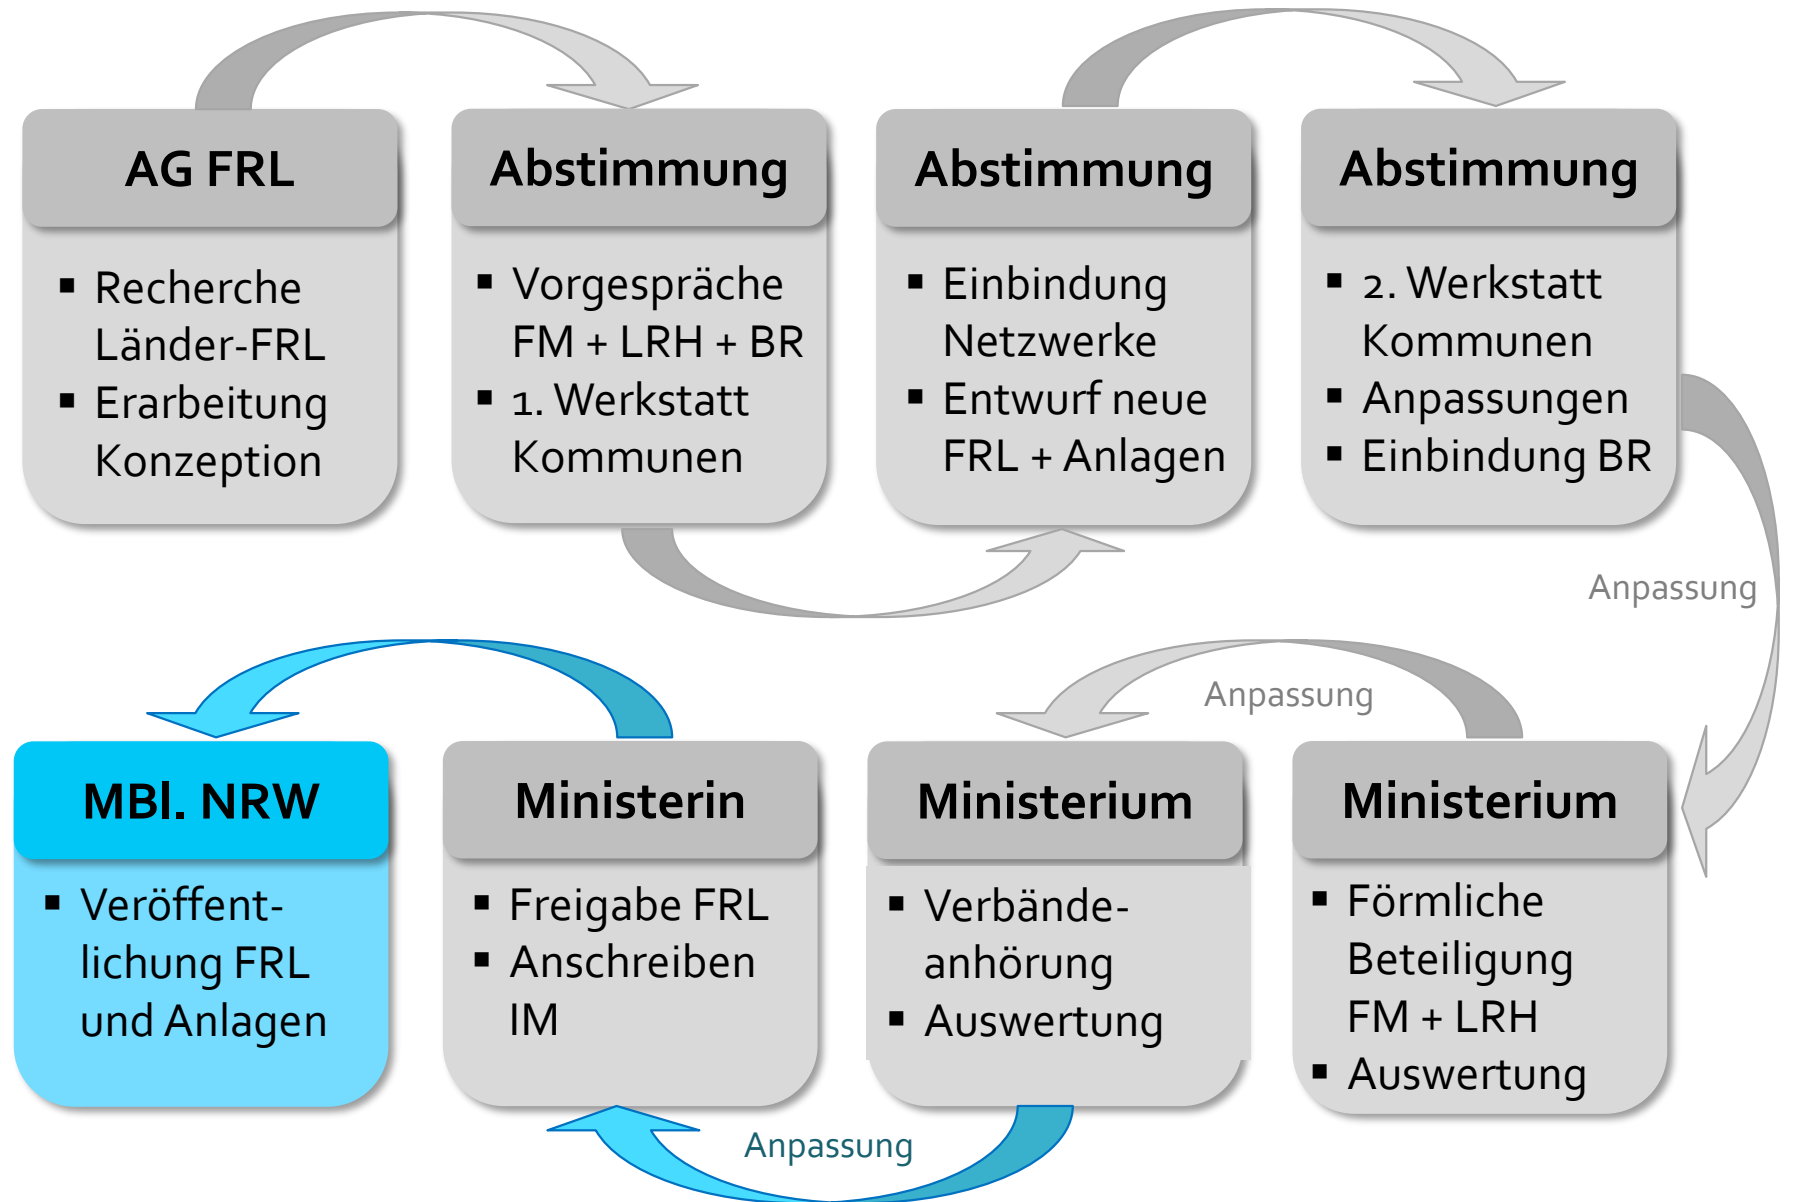 AG FRL
▪ Recherche
Länder-FRL
▪ Erarbeitung
Konzeption
Abstimmung
▪ Vorgespräche
FM + LRH + BR
▪ 1. Werkstatt
Kommunen
Abstimmung
▪ Einbindung
Netzwerke
▪ Entwurf neue
FRL + Anlagen
Abstimmung
▪ 2. Werkstatt
Kommunen
▪ Anpassungen
▪ Einbindung BR
Anpassung
Ministerium
▪ Förmliche
Beteiligung
FM + LRH
▪ Auswertung
Anpassung
Ministerium
▪ Verbände-
anhörung
▪ Auswertung
Anpassung
Ministerin
▪ Freigabe FRL
▪ Anschreiben
IM
MBl. NRW
▪ Veröffent-
lichung FRL
und Anlagen